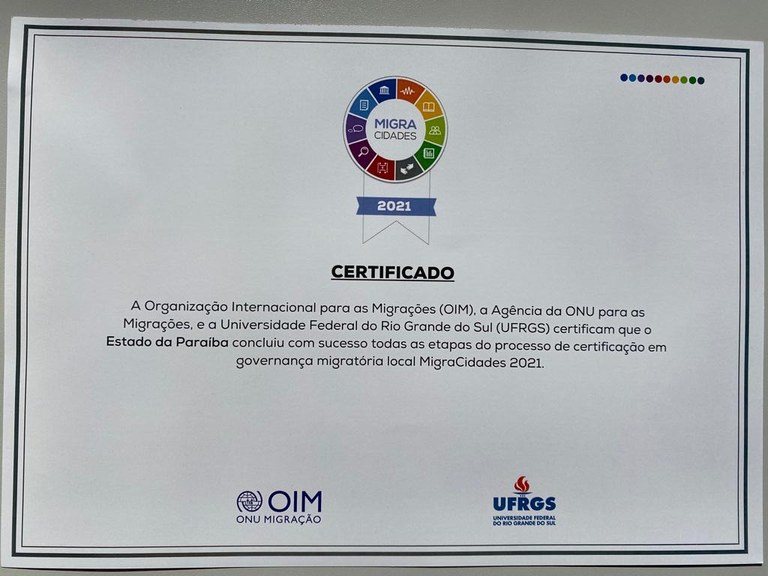 MIGRA
CIDADES
2021
CERTIFICADO
A Organização Internacional para as Migrações (OIM), a Agência da ONU para as
Migrações, e a Universidade Federal do Rio Grande do Sul (UFRGS) certificam que o
Estado da Paraíba concluiu com sucesso todas as etapas do processo de certificação em
governança migratória local MigraCidades 2021.
OIM
ONU MIGRAÇÃO
UFRGS
UNIVERSIDADE FEDERAL
DO RIO GRANDE DO SUL